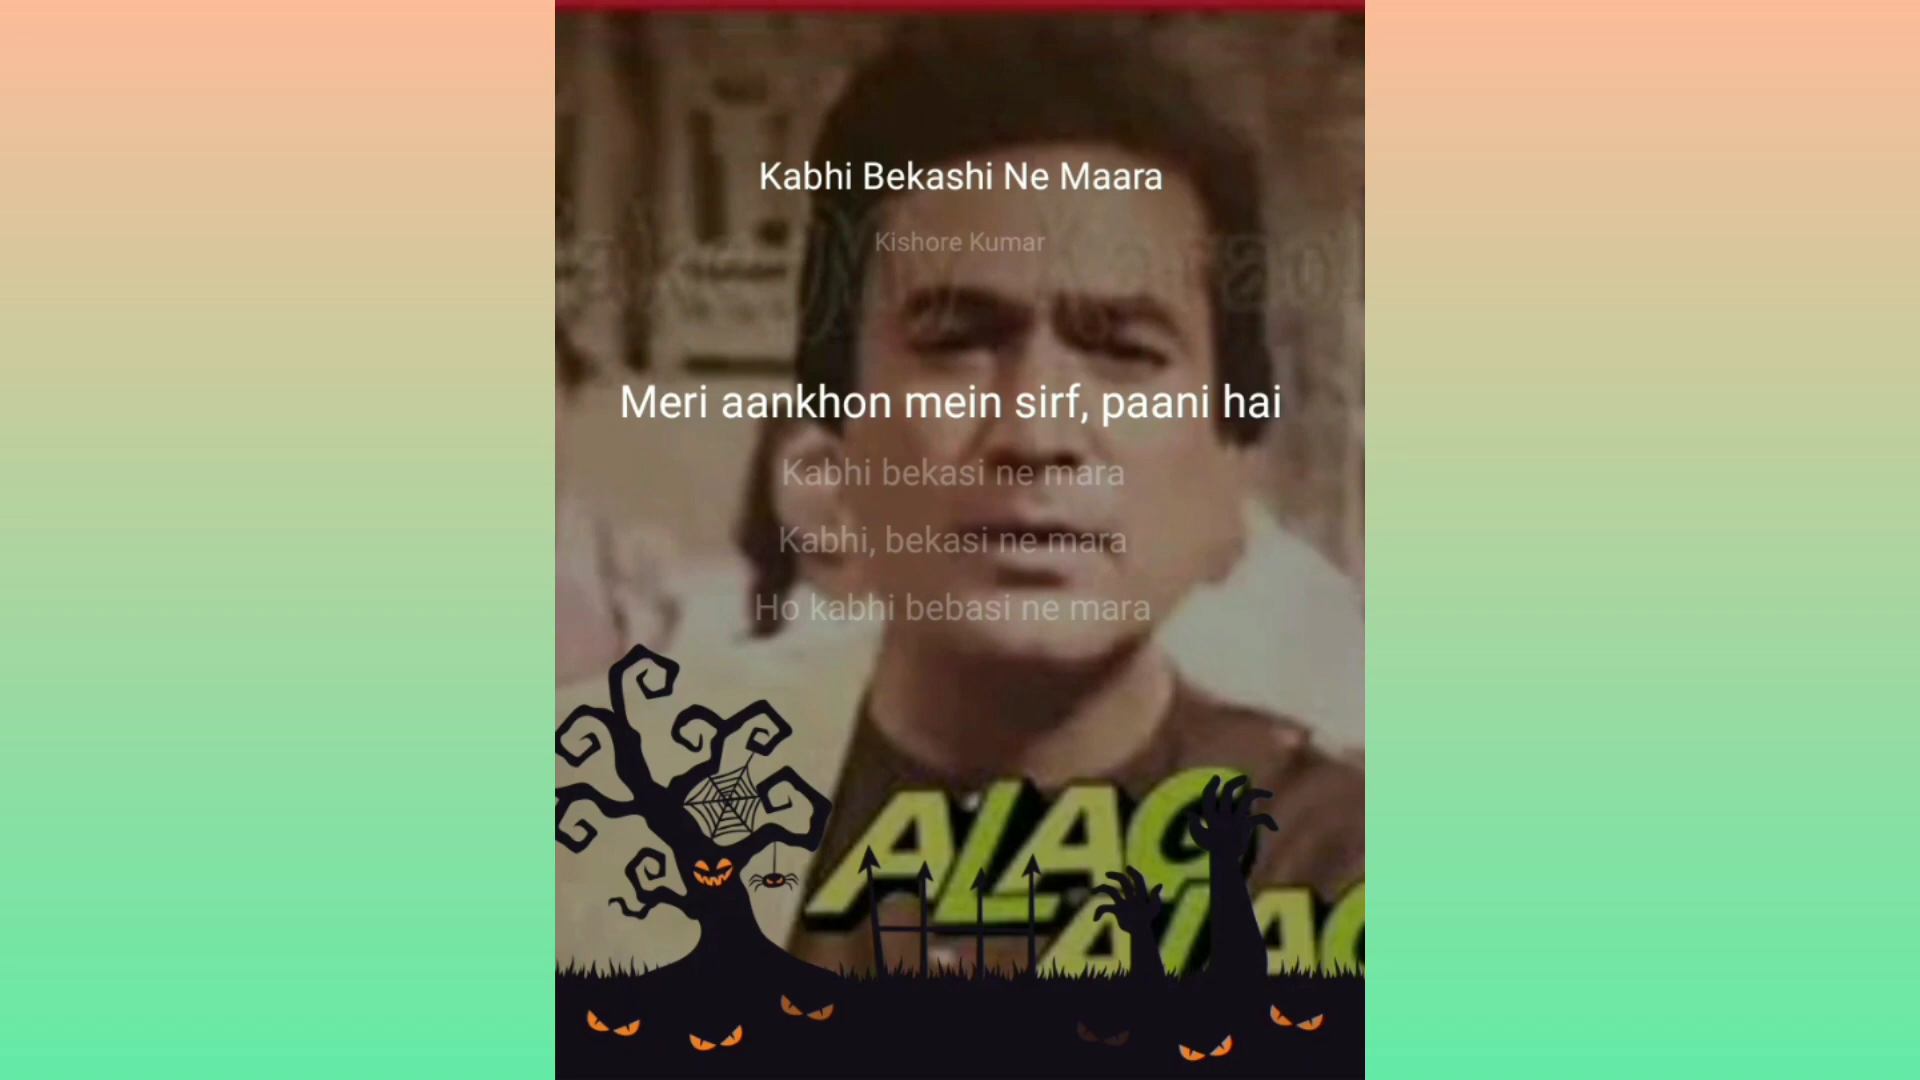 Kabhi Bekashi Ne Maara
Kishore Kumar
Meri aankhon mein sirf, paani hai
Kabhi bekasi ne mara
Kabhi, bekasi ne mara
Ho kabhi bebasi ne mara
ALAG
ALAG